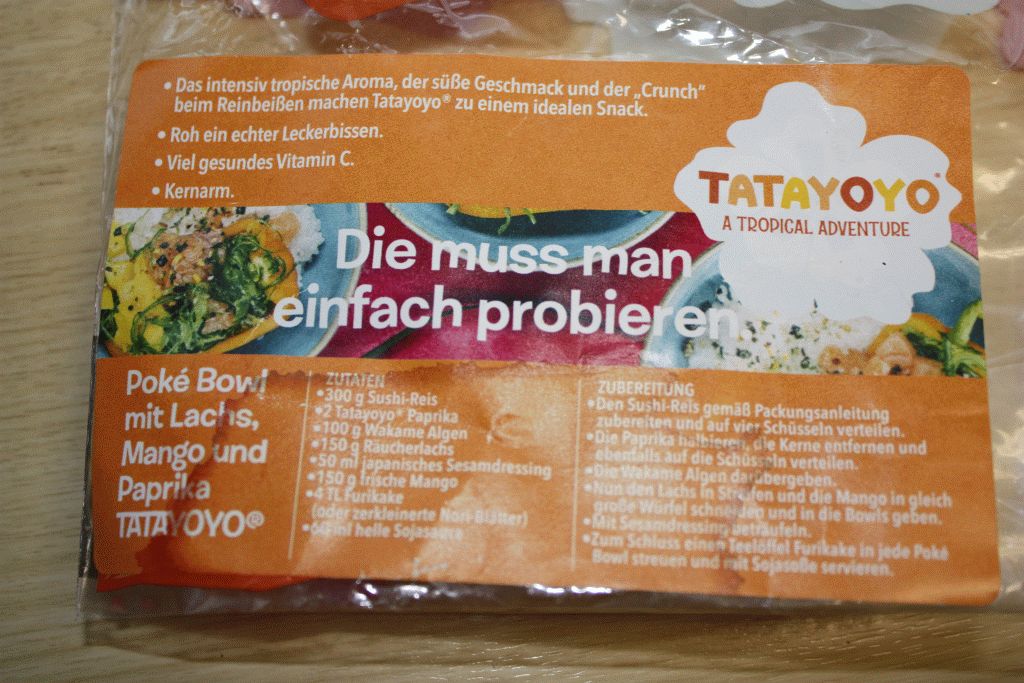 • Das intensiv tropische Aroma, der süße Geschmack und der „Crunch“
beim Reinbeißen machen Tatayoyo® zu einem idealen Snack.
• Roh ein echter Leckerbissen.
• Viel gesundes Vitamin C.
• Kernarm.
TATAYOYO®
A TROPICAL ADVENTURE
Die muss man
einfach probieren.
Poké Bowl
mit Lachs,
Mango und
Paprika
TATAYOYO®
ZUTATEN
•300 g Sushi-Reis
•2 Tatayoyo® Paprika
•100 g Wakame Algen
•150 g Räucherlachs
•50 ml japanisches Sesamdressing
•150 g frische Mango
•4 TL Furikake
(oder zerkleinerte Nori-Blätter)
•60 ml helle Sojasauce
ZUBEREITUNG
•Den Sushi-Reis gemäß Packungsanleitung
zubereiten und auf vier Schüsseln verteilen.
•Die Paprika halbieren, die Kerne entfernen und
ebenfalls auf die Schüsseln verteilen.
•Die Wakame Algen darübergeben.
•Nun den Lachs in Streifen und die Mango in gleich
große Würfel schneiden und in die Bowls geben.
•Mit Sesamdressing beträufeln.
•Zum Schluss einen Teelöffel Furikake in jede Poké
Bowl streuen und mit Sojasoße servieren.